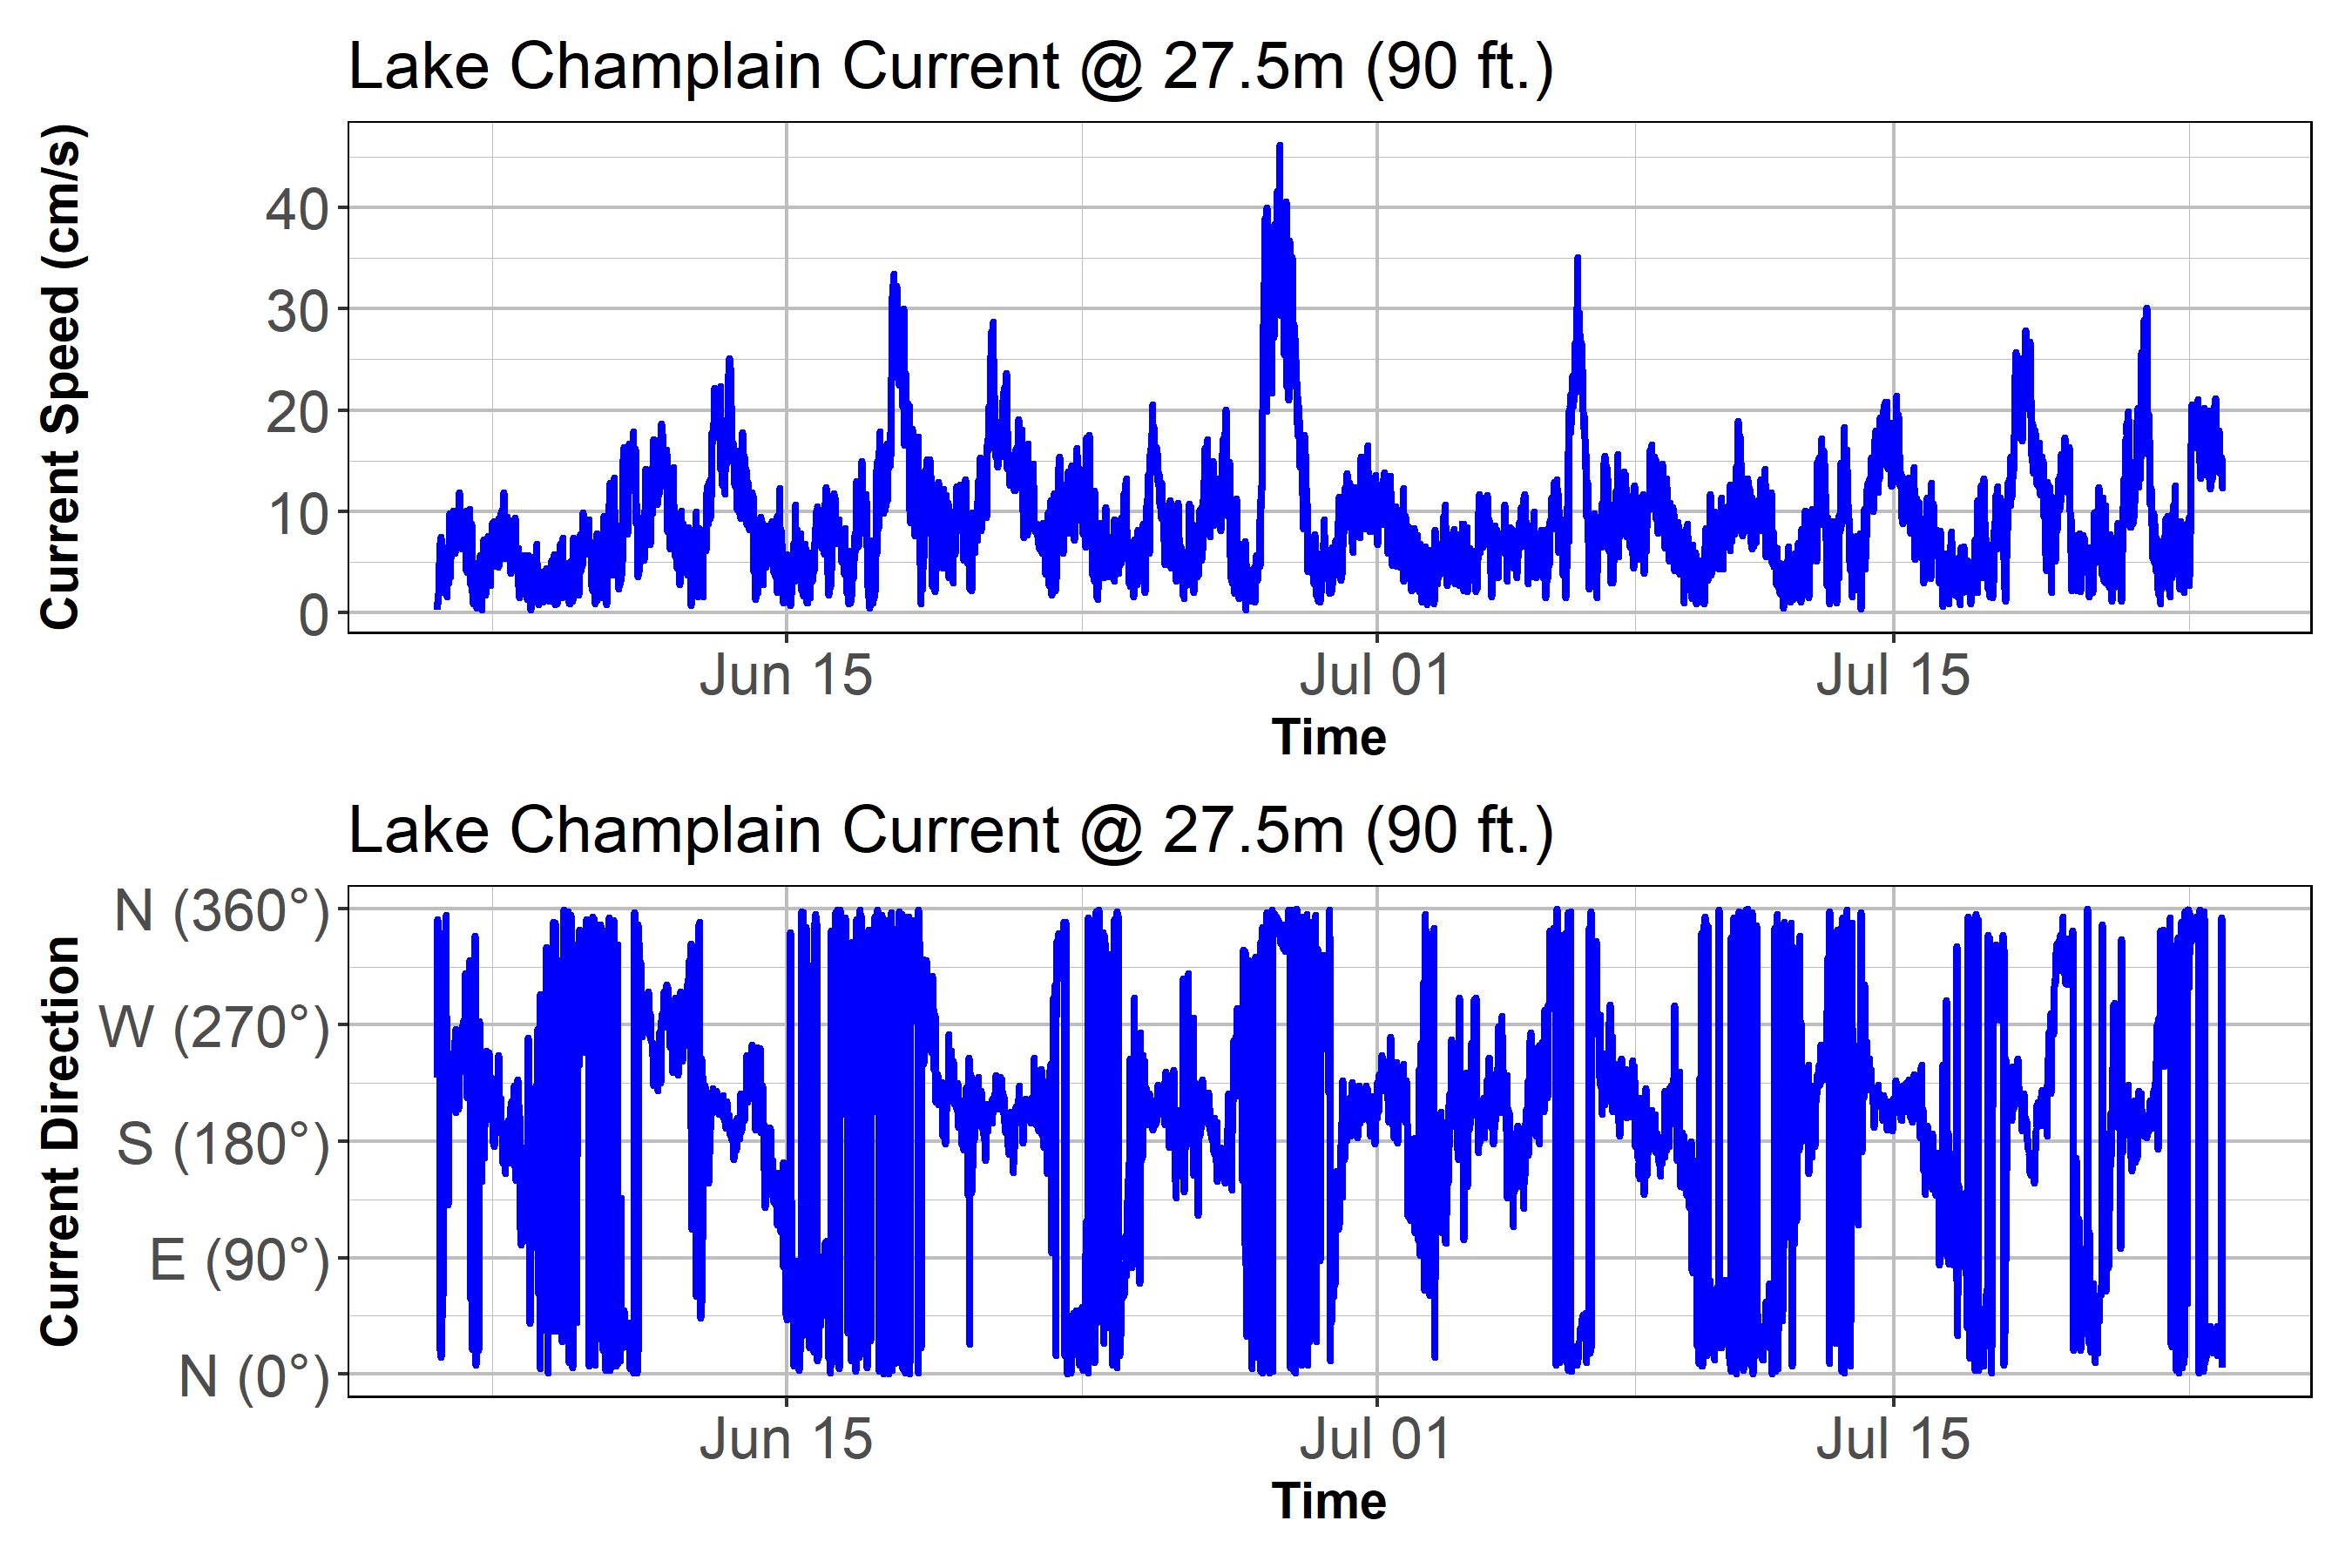 Lake Champlain Current @ 27.5m (90 ft.)
Current Speed (cm/s)
40
30
20
10
0
Jun 15
Jul 01
Jul 15
Time
Lake Champlain Current @ 27.5m (90 ft.)
Current Direction
N (360°)
W (270°)
S (180°)
E (90°)
N (0°)
Jun 15
Jul 01
Jul 15
Time